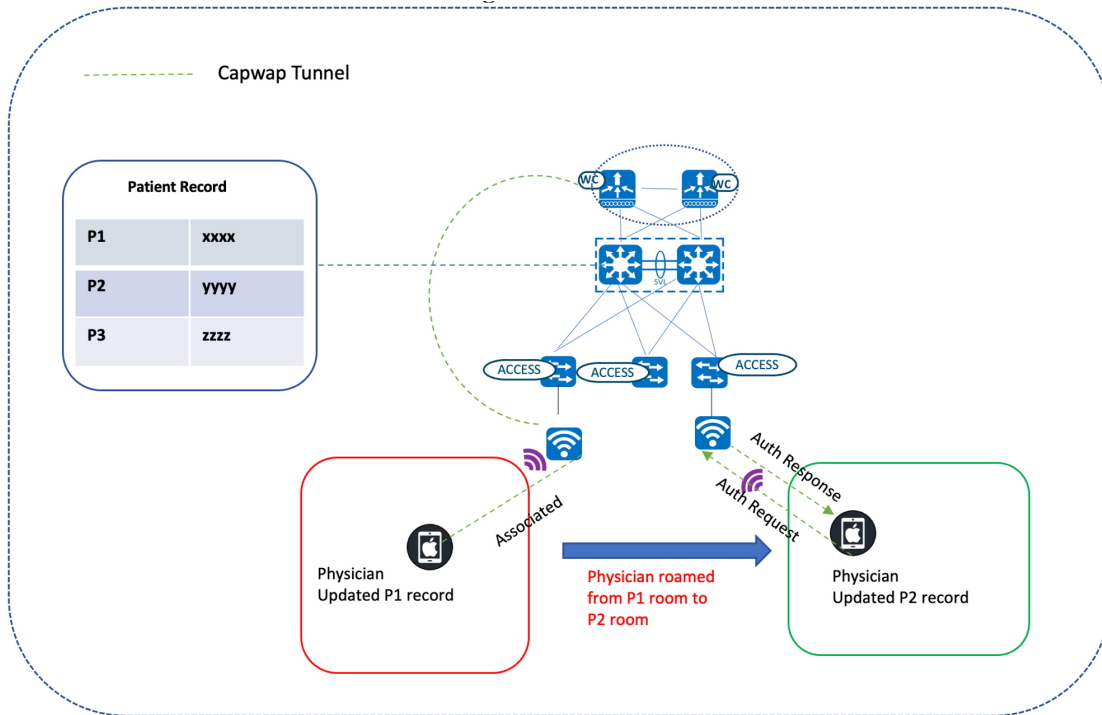 Capwap Tunnel
Patient Record
P1 xxxx
P2 yyyy
P3 zzzz
WC
WC
SVL
ACCESS
ACCESS
ACCESS
Associated
Auth Response
Auth Request
Physician
Updated P1 record
Physician roamed
from P1 room to
P2 room
Physician
Updated P2 record